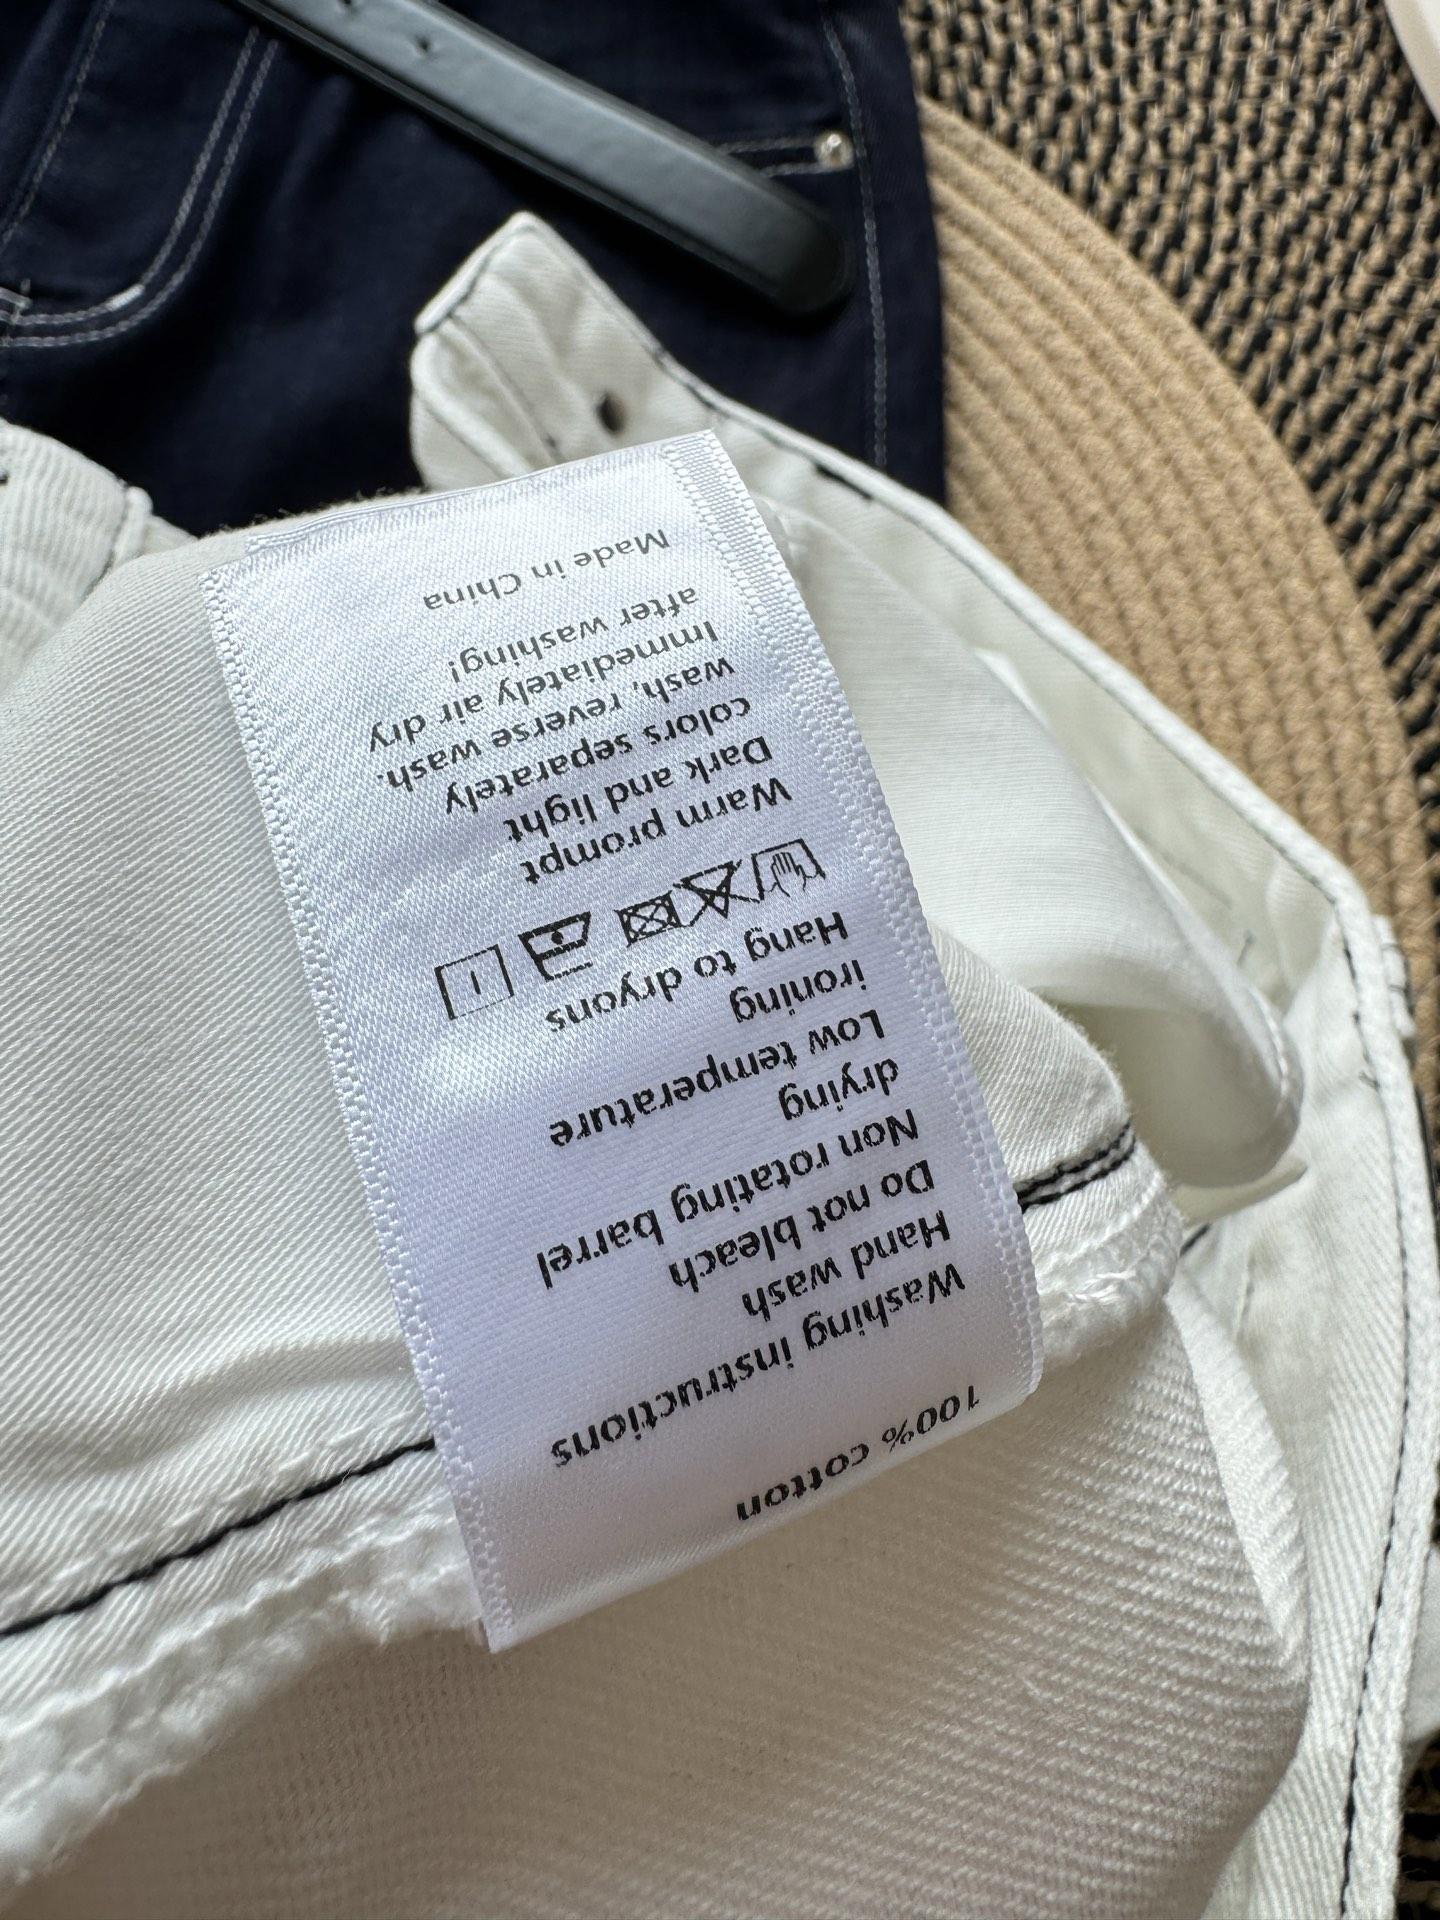 100% cotton
Washing instructions
Hand wash
Do not bleach
Non rotating barrel
drying
Low temperature
ironing
Hang to dryons
Warm prompt
Dark and light
colors separately
wash, reverse wash.
Immediately air dry
after washing!
Made in China